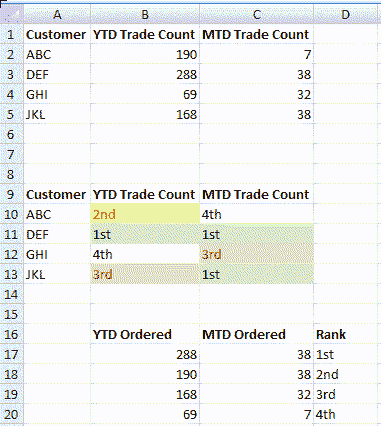 A B C D
1 Customer YTD Trade Count MTD Trade Count
2 ABC 190 7
3 DEF 288 38
4 GHI 69 32
5 JKL 168 38
6
7
8
9 Customer YTD Trade Count MTD Trade Count
10 ABC 2nd 4th
11 DEF 1st 1st
12 GHI 4th 3rd
13 JKL 3rd 1st
14
15
16 YTD Ordered MTD Ordered Rank
17 288 38 1st
18 190 38 2nd
19 168 32 3rd
20 69 7 4th